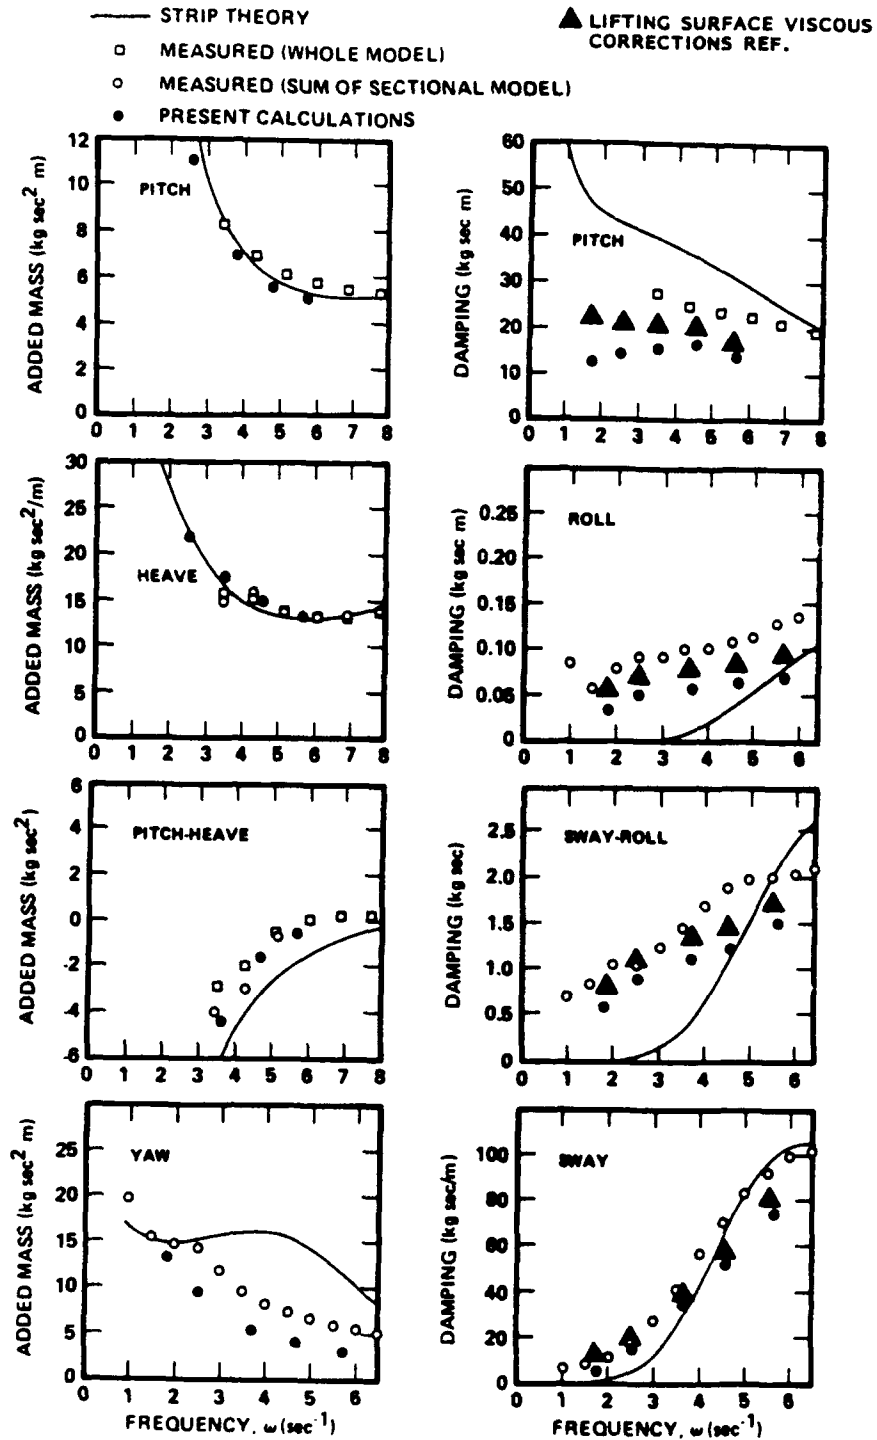 STRIP THEORY
MEASURED (WHOLE MODEL)
MEASURED (SUM OF SECTIONAL MODEL)
PRESENT CALCULATIONS
LIFTING SURFACE VISCOUS
CORRECTIONS REF.
ADDED MASS (kg sec² m)
12
10
8
6
4
2
0
PITCH
0 1 2 3 4 5 6 7 8
DAMPING (kg sec m)
60
50
40
30
20
10
0
PITCH
0 1 2 3 4 5 6 7 8
ADDED MASS (kg sec²/m)
30
25
20
15
10
5
0
HEAVE
0 1 2 3 4 5 6 7 8
DAMPING (kg sec m)
0.25
0.20
0.15
0.10
0.05
0
ROLL
0 1 2 3 4 5 6
ADDED MASS (kg sec²)
6
4
2
0
-2
-4
-6
PITCH-HEAVE
0 1 2 3 4 5 6 7 8
DAMPING (kg sec)
2.5
2.0
1.5
1.0
0.5
0
SWAY-ROLL
0 1 2 3 4 5 6
ADDED MASS (kg sec² m)
25
20
15
10
5
0
YAW
0 1 2 3 4 5 6
FREQUENCY, ω (sec⁻¹)
DAMPING (kg sec/m)
100
80
60
40
20
0
SWAY
0 1 2 3 4 5 6
FREQUENCY, ω (sec⁻¹)